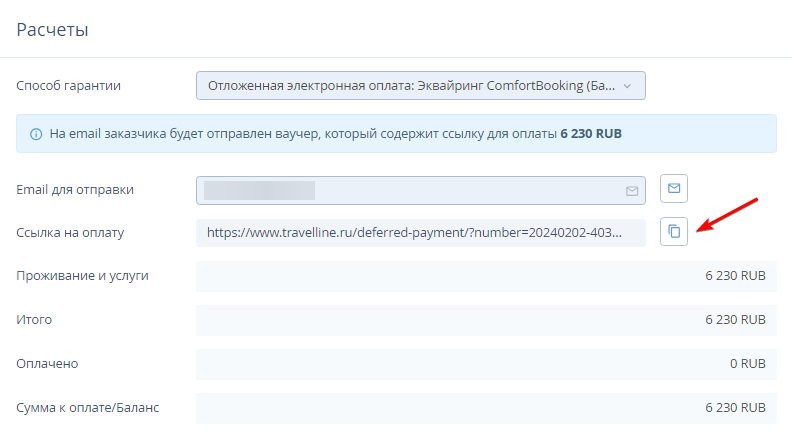 Расчеты
Способ гарантии
Отложенная электронная оплата: Эквайринг ComfortBooking (Ба...
На email заказчика будет отправлен ваучер, который содержит ссылку для оплаты 6 230 RUB
Email для отправки
Ссылка на оплату
https://www.travelline.ru/deferred-payment/?number=20240202-403...
Проживание и услуги
6 230 RUB
Итого
6 230 RUB
Оплачено
0 RUB
Сумма к оплате/Баланс
6 230 RUB